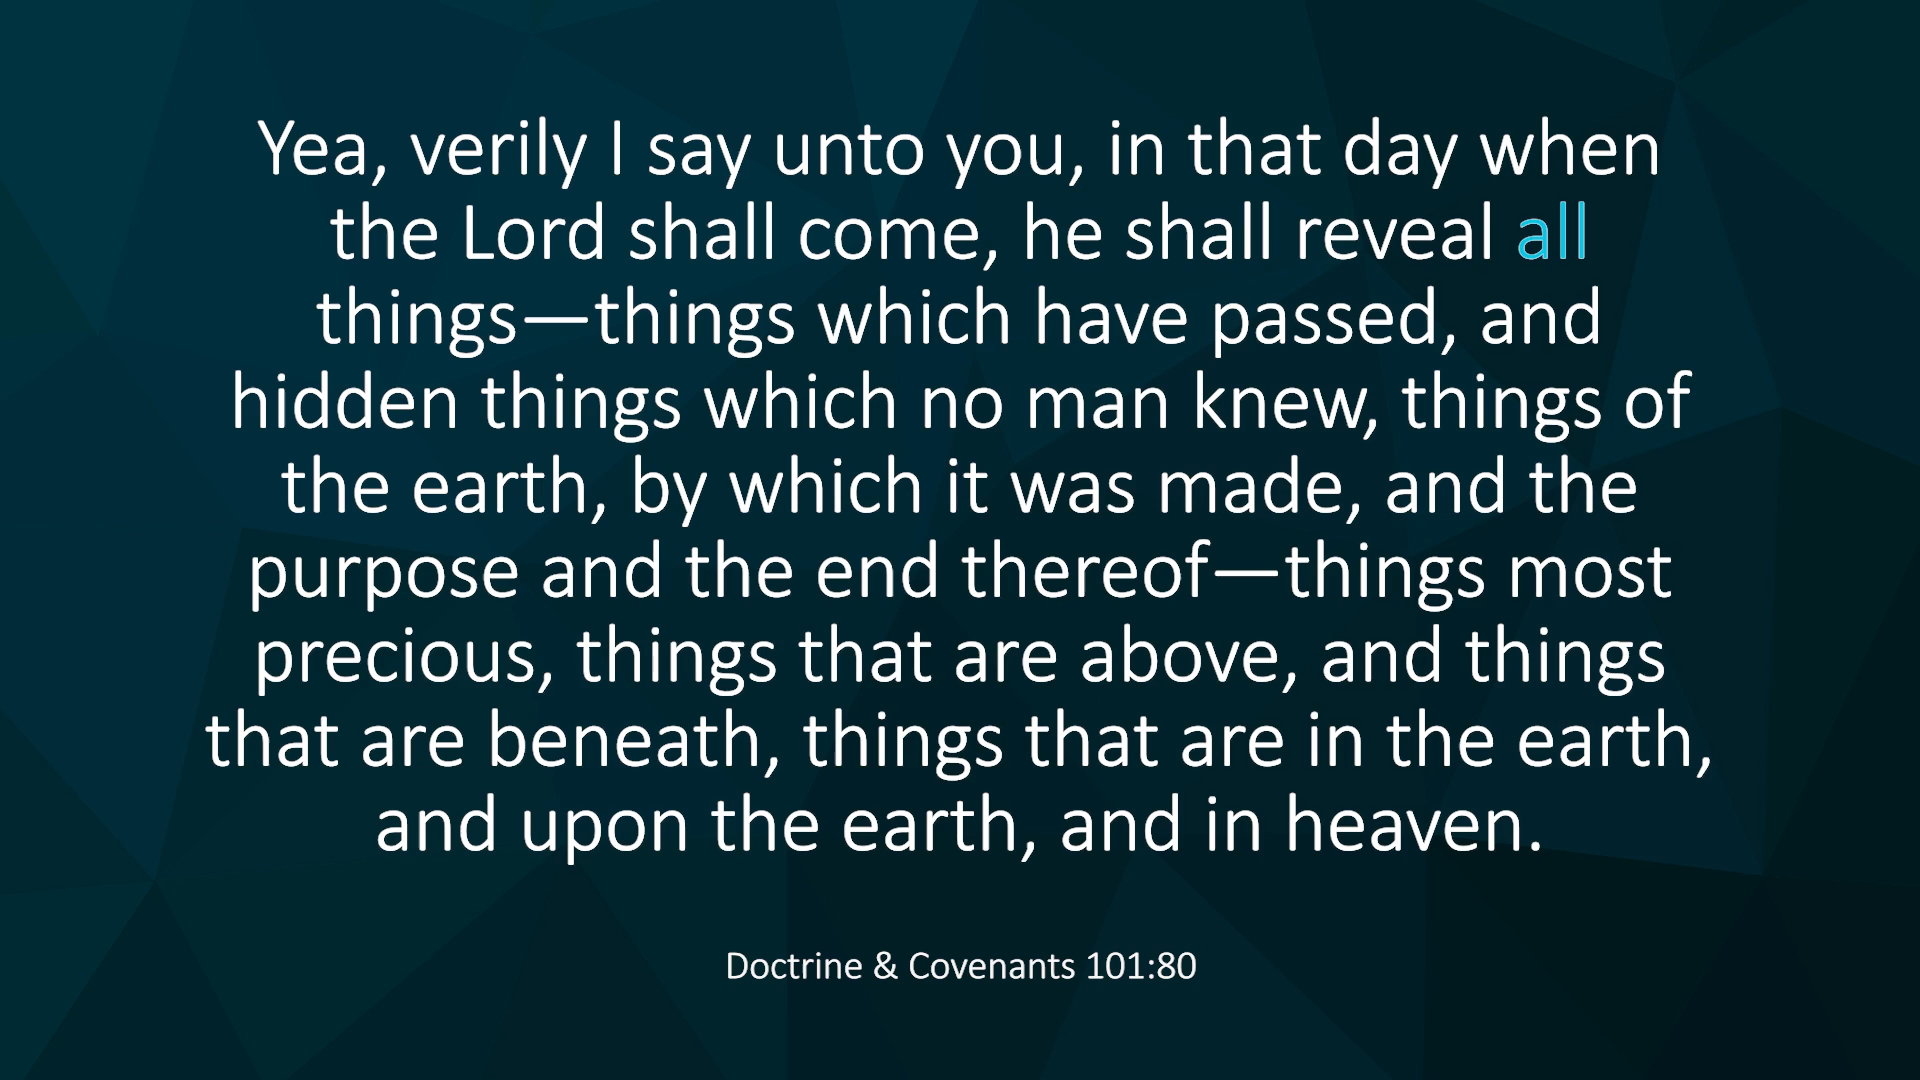 Yea, verily I say unto you, in that day when
the Lord shall come, he shall reveal all
things—things which have passed, and
hidden things which no man knew, things of
the earth, by which it was made, and the
purpose and the end thereof—things most
precious, things that are above, and things
that are beneath, things that are in the earth,
and upon the earth, and in heaven.
Doctrine & Covenants 101:80